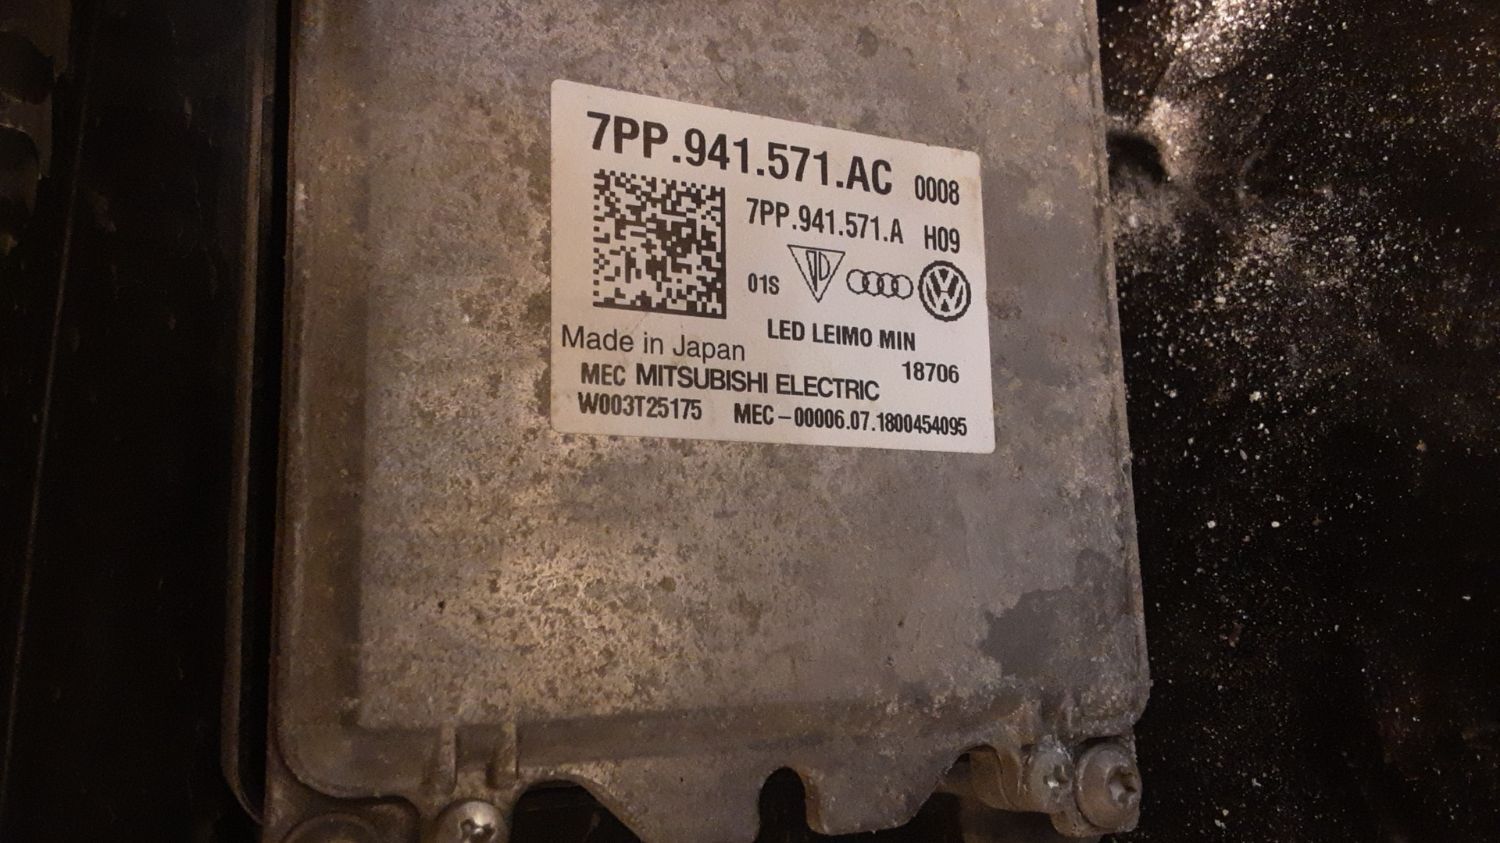 7PP.941.571.AC 0008
7PP.941.571.A H09
01S
LED LEIMO MIN
Made in Japan
18706
MEC MITSUBISHI ELECTRIC
W003T25175 MEC-00006.07.1800454095